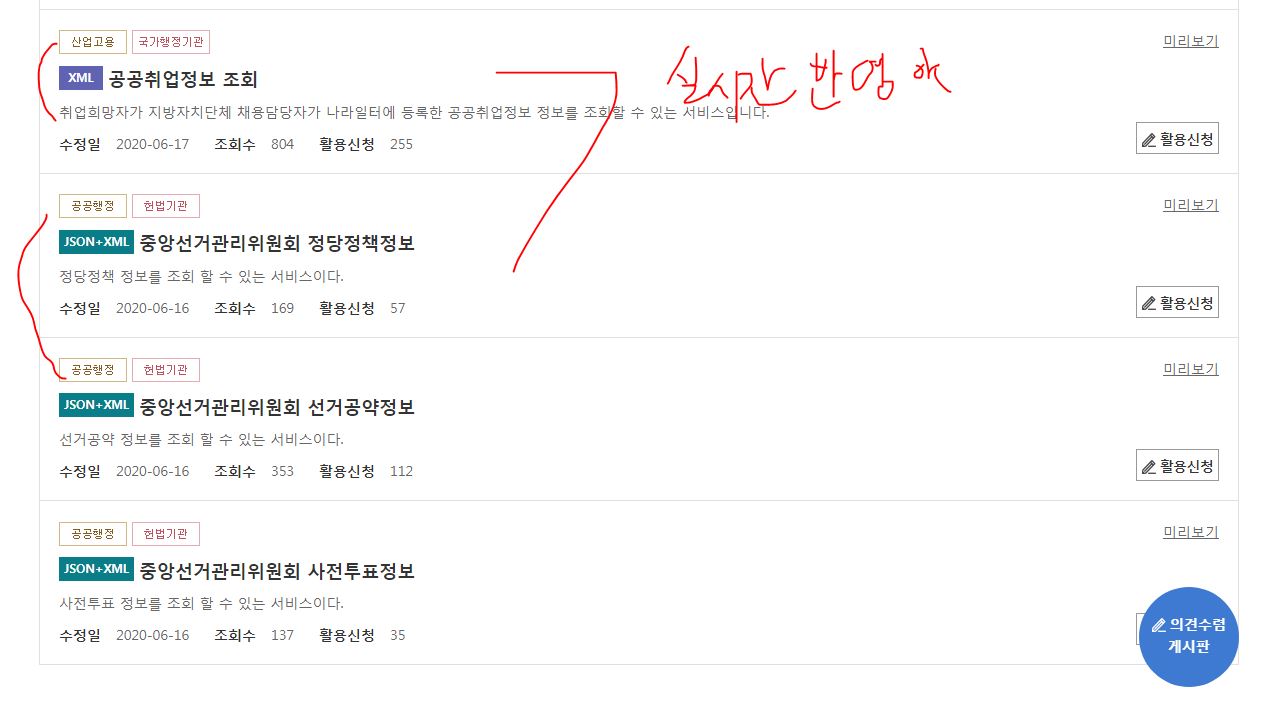 산업고용 국가행정기관 미리보기
XML 공공취업정보 조회
실시간 반영
취업희망자가 지방자치단체 채용담당자가 나라일터에 등록한 공공취업정보 정보를 조회할 수 있는 서비스입니다.
수정일 2020-06-17 조회수 804 활용신청 255 활용신청
공공행정 헌법기관 미리보기
JSON+XML 중앙선거관리위원회 정당정책정보
정당정책 정보를 조회 할 수 있는 서비스이다.
수정일 2020-06-16 조회수 169 활용신청 57 활용신청
공공행정 헌법기관 미리보기
JSON+XML 중앙선거관리위원회 선거공약정보
선거공약 정보를 조회 할 수 있는 서비스이다.
수정일 2020-06-16 조회수 353 활용신청 112 활용신청
공공행정 헌법기관 미리보기
JSON+XML 중앙선거관리위원회 사전투표정보
사전투표 정보를 조회 할 수 있는 서비스이다.
수정일 2020-06-16 조회수 137 활용신청 35
의견수렴
게시판